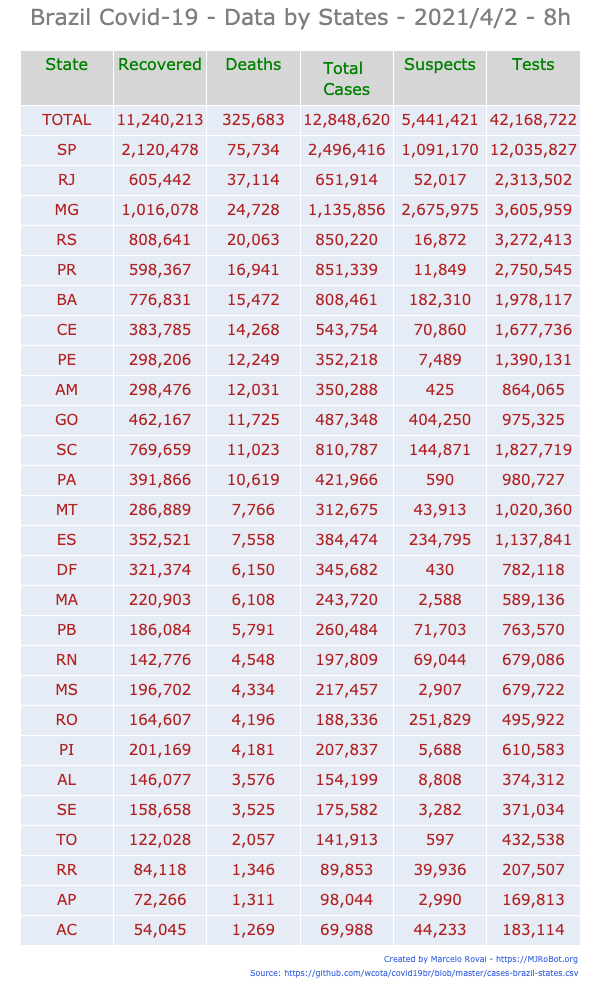 Brazil Covid-19 - Data by States - 2021/4/2 - 8h
State Recovered Deaths Total Cases Suspects Tests
TOTAL 11,240,213 325,683 12,848,620 5,441,421 42,168,722
SP 2,120,478 75,734 2,496,416 1,091,170 12,035,827
RJ 605,442 37,114 651,914 52,017 2,313,502
MG 1,016,078 24,728 1,135,856 2,675,975 3,605,959
RS 808,641 20,063 850,220 16,872 3,272,413
PR 598,367 16,941 851,339 11,849 2,750,545
BA 776,831 15,472 808,461 182,310 1,978,117
CE 383,785 14,268 543,754 70,860 1,677,736
PE 298,206 12,249 352,218 7,489 1,390,131
AM 298,476 12,031 350,288 425 864,065
GO 462,167 11,725 487,348 404,250 975,325
SC 769,659 11,023 810,787 144,871 1,827,719
PA 391,866 10,619 421,966 590 980,727
MT 286,889 7,766 312,675 43,913 1,020,360
ES 352,521 7,558 384,474 234,795 1,137,841
DF 321,374 6,150 345,682 430 782,118
MA 220,903 6,108 243,720 2,588 589,136
PB 186,084 5,791 260,484 71,703 763,570
RN 142,776 4,548 197,809 69,044 679,086
MS 196,702 4,334 217,457 2,907 679,722
RO 164,607 4,196 188,336 251,829 495,922
PI 201,169 4,181 207,837 5,688 610,583
AL 146,077 3,576 154,199 8,808 374,312
SE 158,658 3,525 175,582 3,282 371,034
TO 122,028 2,057 141,913 597 432,538
RR 84,118 1,346 89,853 39,936 207,507
AP 72,266 1,311 98,044 2,990 169,813
AC 54,045 1,269 69,988 44,233 183,114
Created by Marcelo Rovai - https://MJRoBot.org
Source: https://github.com/wcota/covid19br/blob/master/cases-brazil-states.csv